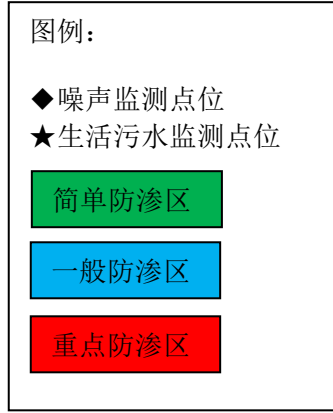 图例：
◆噪声监测点位
★生活污水监测点位
简单防渗区
一般防渗区
重点防渗区